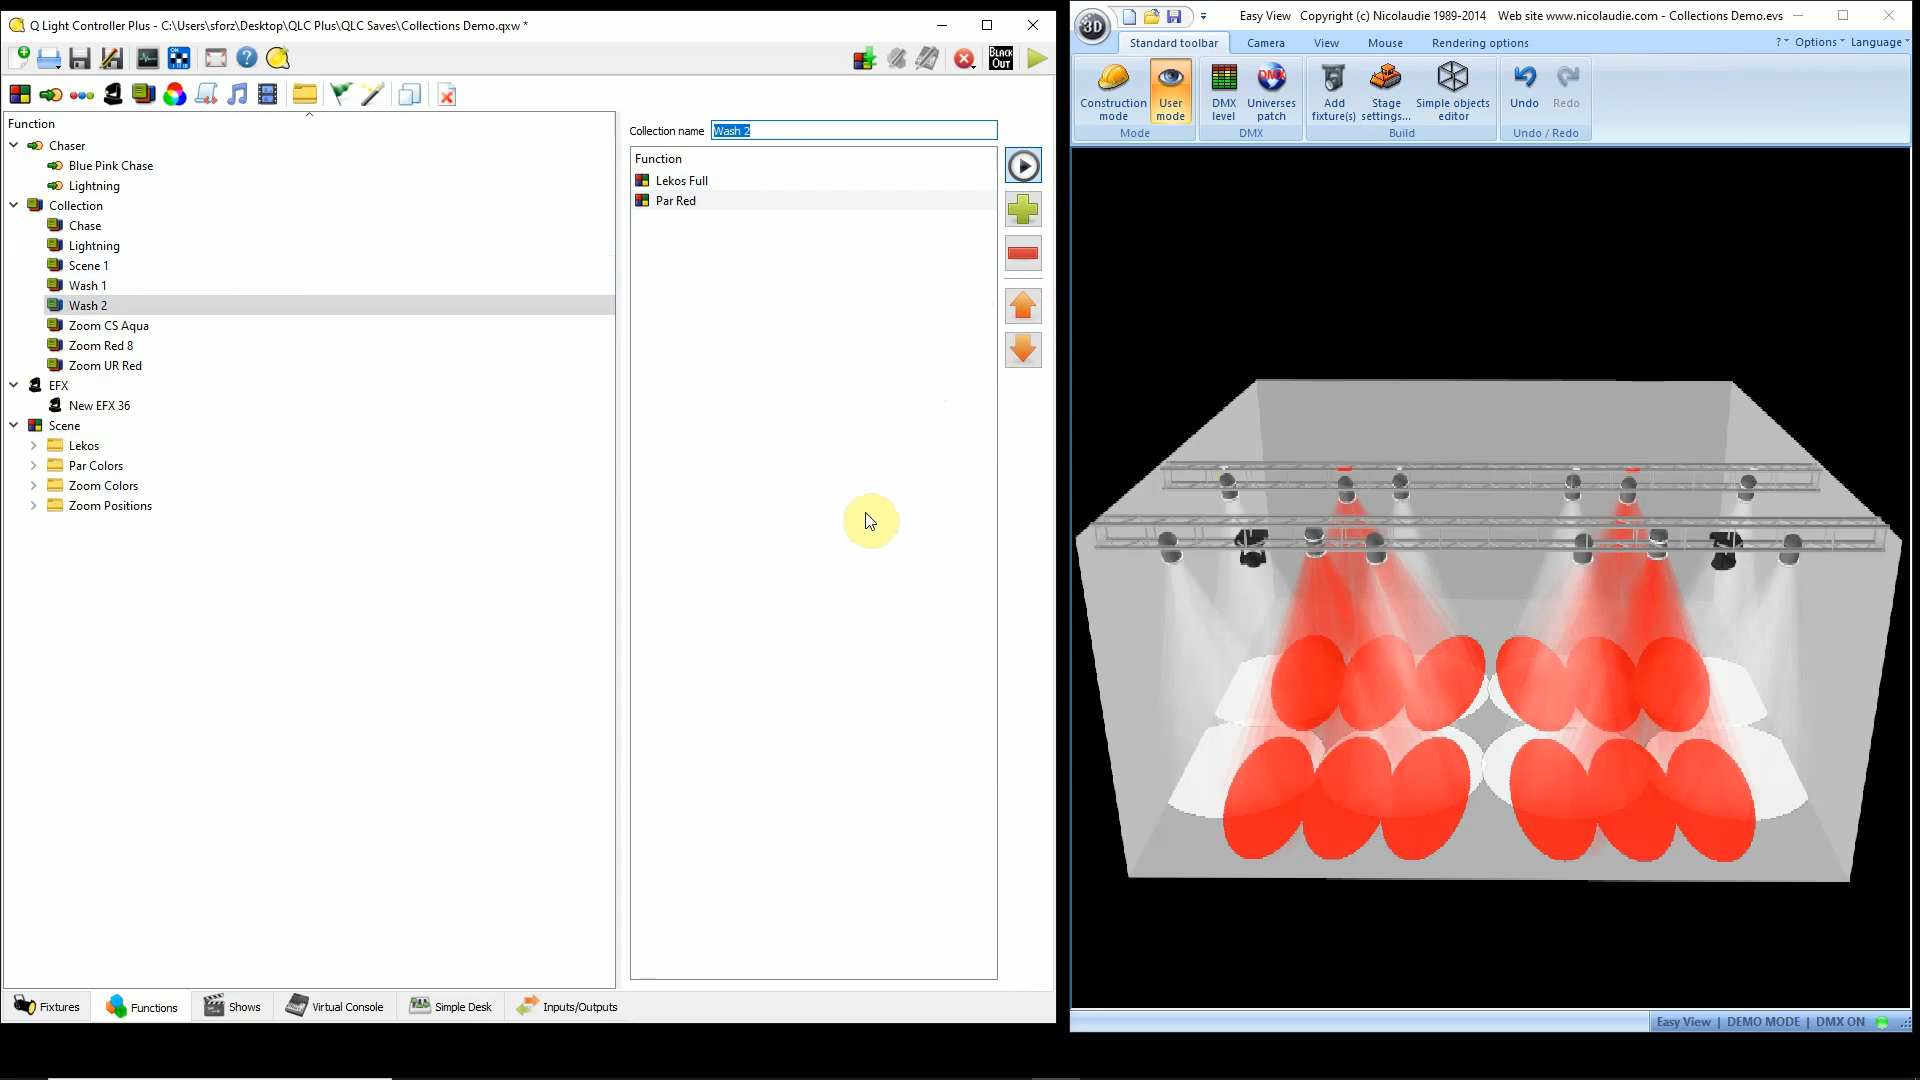 Q Light Controller Plus - C:\Users\sforz\Desktop\QLC Plus\QLC Saves\Collections Demo.qxw *
BLACK
OUT
Function
Chaser
Blue Pink Chase
Lightning
Collection
Chase
Lightning
Scene 1
Wash 1
Wash 2
Zoom CS Aqua
Zoom Red 8
Zoom UR Red
EFX
New EFX 36
Scene
Lekos
Par Colors
Zoom Colors
Zoom Positions
Collection name Wash 2
Function
Lekos Full
Par Red
Fixtures Functions Shows Virtual Console Simple Desk Inputs/Outputs
3D
Easy View Copyright (c) Nicolaudie 1989-2014 Web site www.nicolaudie.com - Collections Demo.evs
Standard toolbar Camera View Mouse Rendering options ? Options Language
Construction mode
User mode
Mode
DMX level
DMX
Universes patch
DMX
Add fixture(s)
Stage settings...
Simple objects editor
Build
Undo
Redo
Undo / Redo
Easy View | DEMO MODE | DMX ON